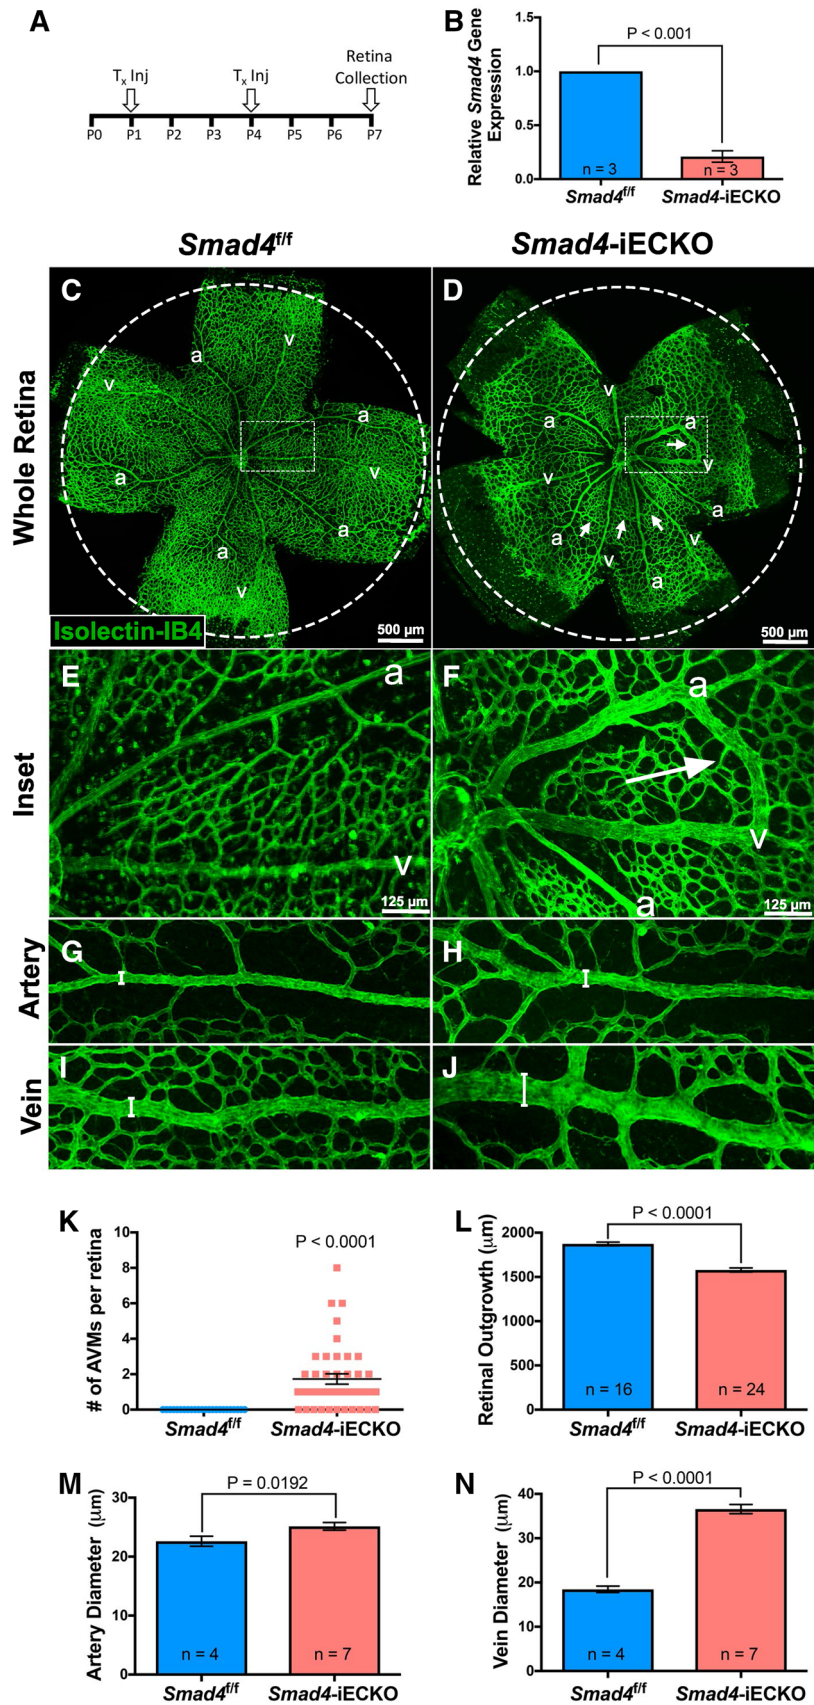 A
Tx Inj
Tx Inj
Retina
Collection
P0 P1 P2 P3 P4 P5 P6 P7
B
Relative Smad4 Gene
Expression
1.5
1.0
0.5
0.0
P < 0.001
n = 3
n = 3
Smad4f/f
Smad4-iECKO
Smad4f/f
Smad4-iECKO
Whole Retina
C
a
v
v
a
a
v
a
a
v
Isolectin-IB4
500 µm
D
v
a
a
v
v
a
v
v
a
a
500 µm
Inset
E
a
v
125 µm
F
a
v
a
125 µm
Artery
G
H
Vein
I
J
K
# of AVMs per retina
10
8
6
4
2
0
P < 0.0001
Smad4f/f
Smad4-iECKO
L
Retinal Outgrowth (µm)
2000
1500
1000
500
0
P < 0.0001
n = 16
n = 24
Smad4f/f
Smad4-iECKO
M
Artery Diameter (µm)
30
20
10
0
P = 0.0192
n = 4
n = 7
Smad4f/f
Smad4-iECKO
N
Vein Diameter (µm)
40
30
20
10
0
P < 0.0001
n = 4
n = 7
Smad4f/f
Smad4-iECKO